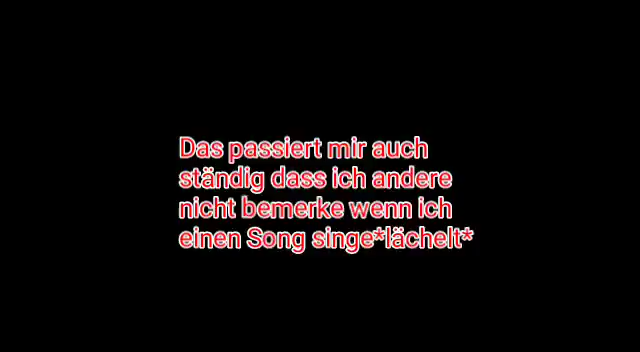 Das passiert mir auch
ständig dass ich andere
nicht bemerke wenn ich
einen Song singe*lächelt*